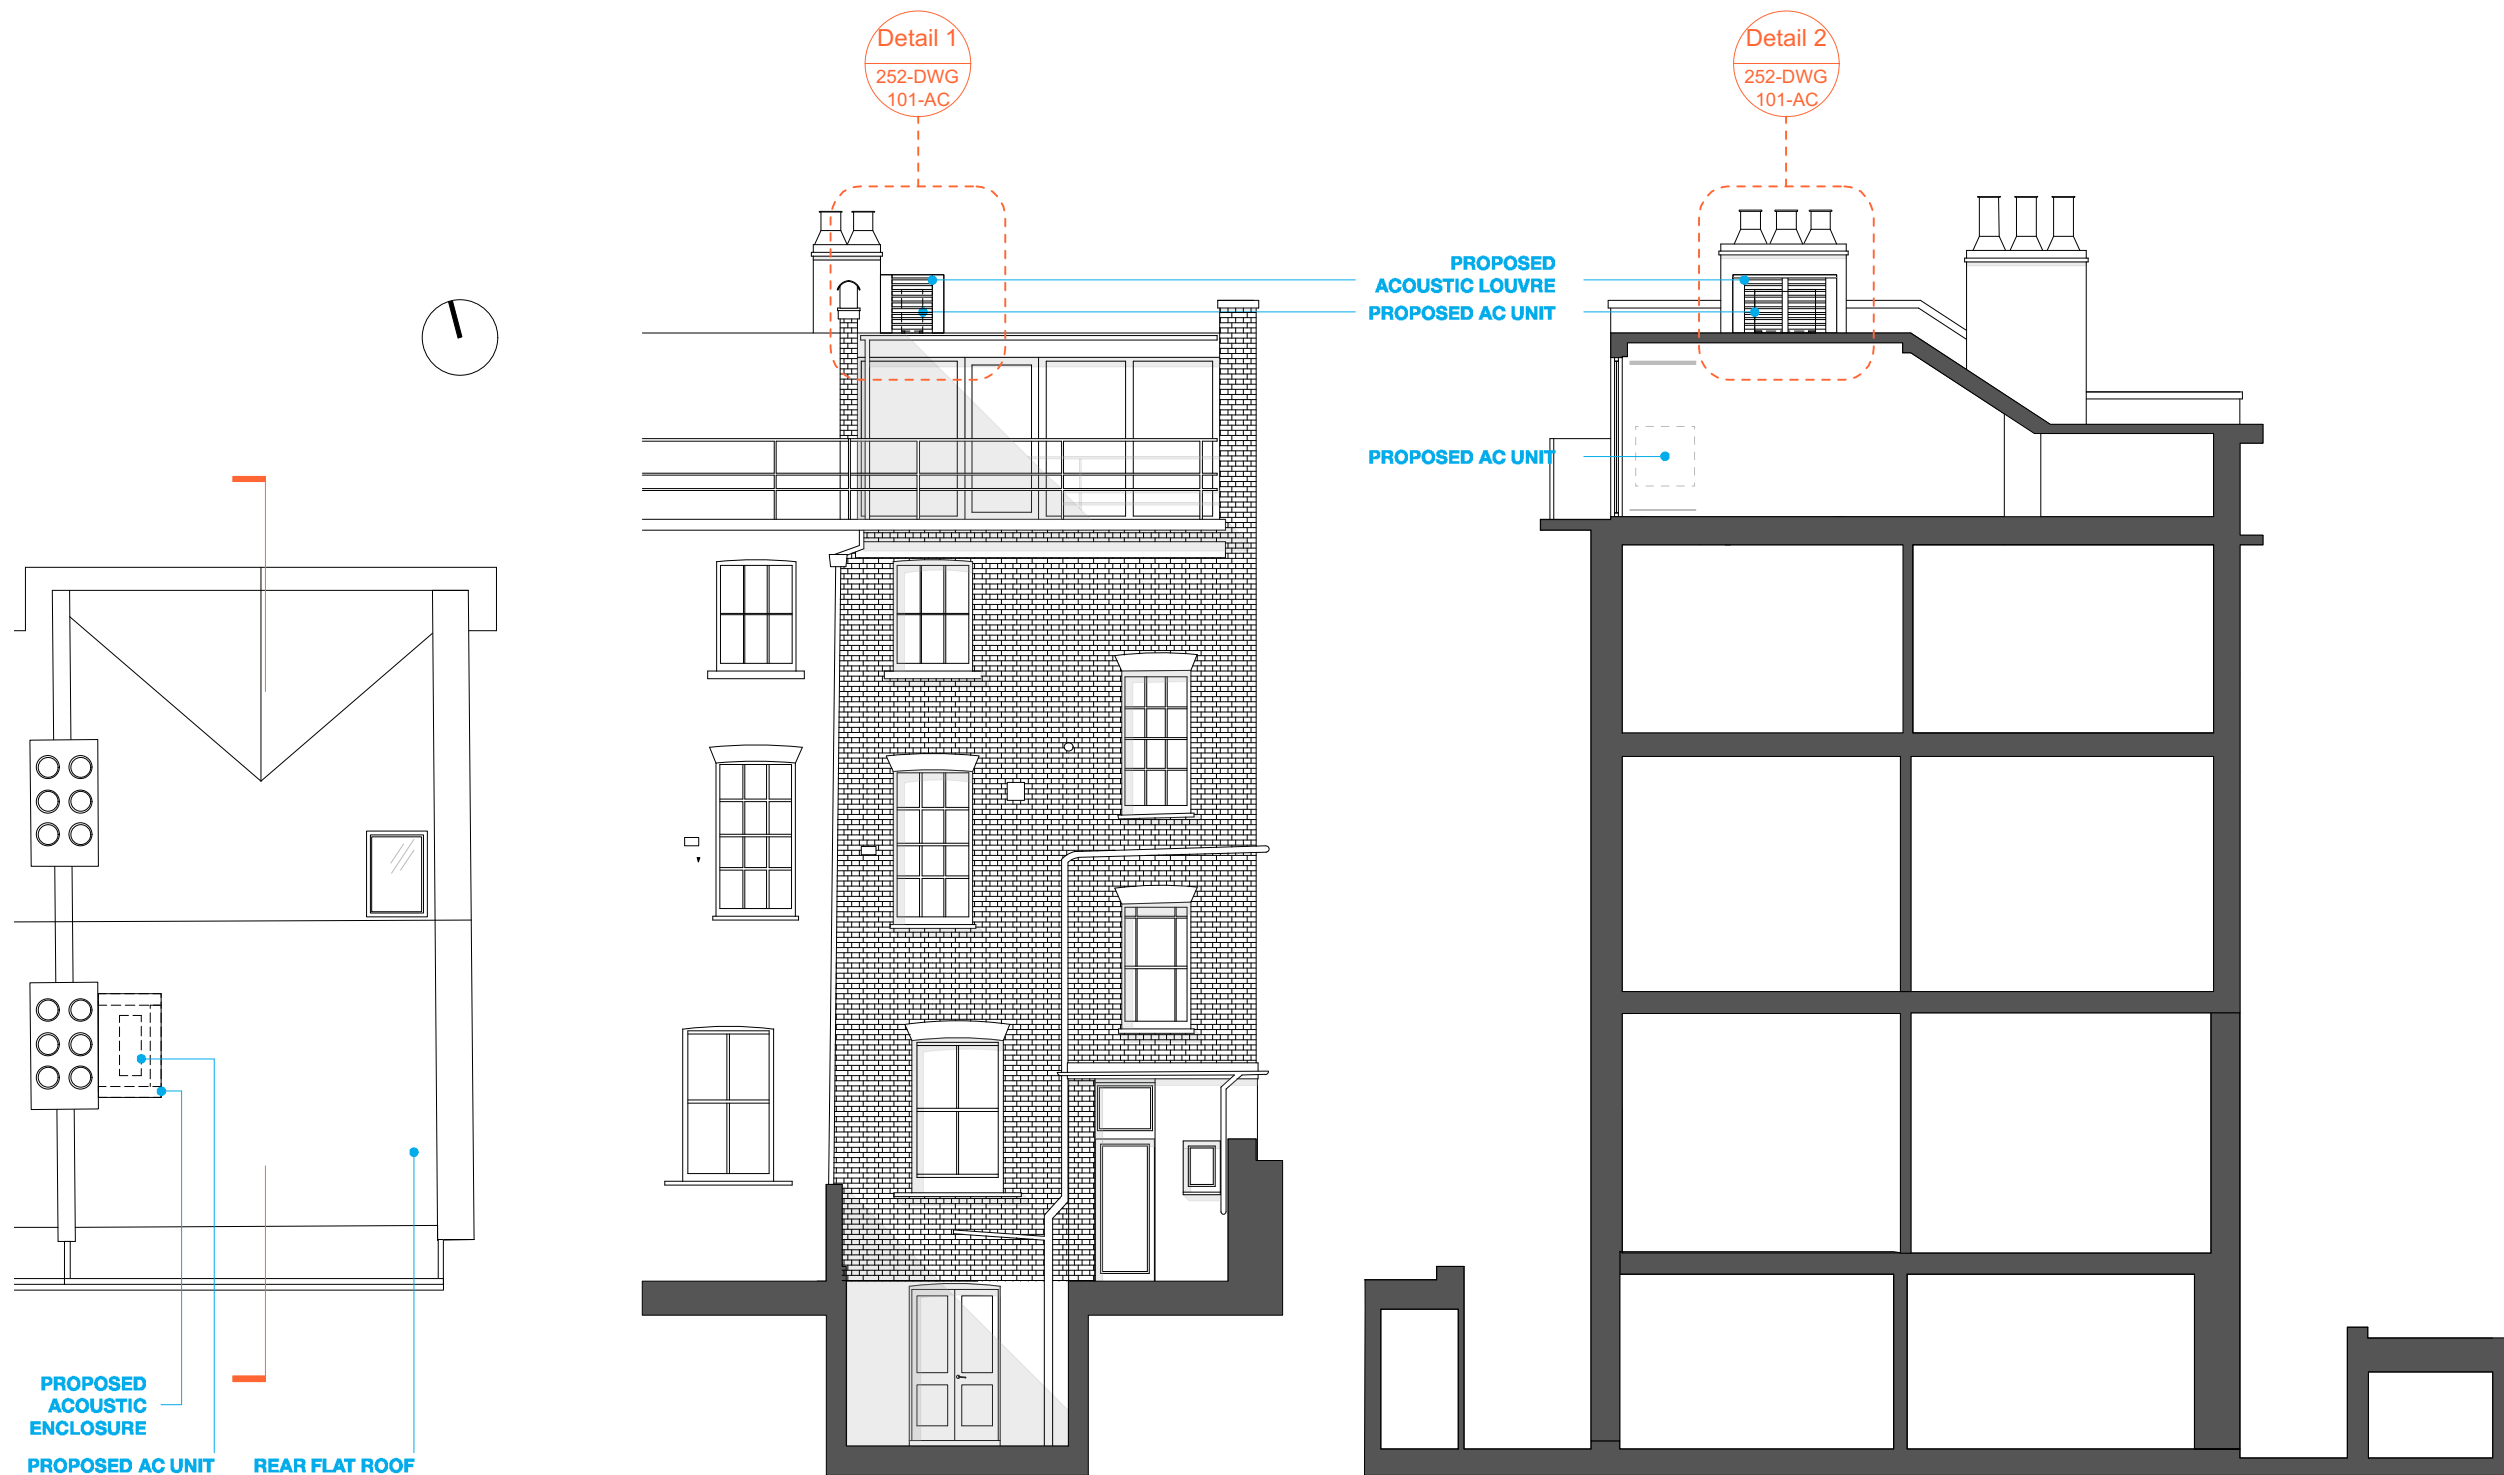 Detail 1
252-DWG
101-AC
Detail 2
252-DWG
101-AC
PROPOSED
ACOUSTIC LOUVRE
PROPOSED AC UNIT
PROPOSED AC UNIT
PROPOSED
ACOUSTIC
ENCLOSURE
PROPOSED AC UNIT
REAR FLAT ROOF